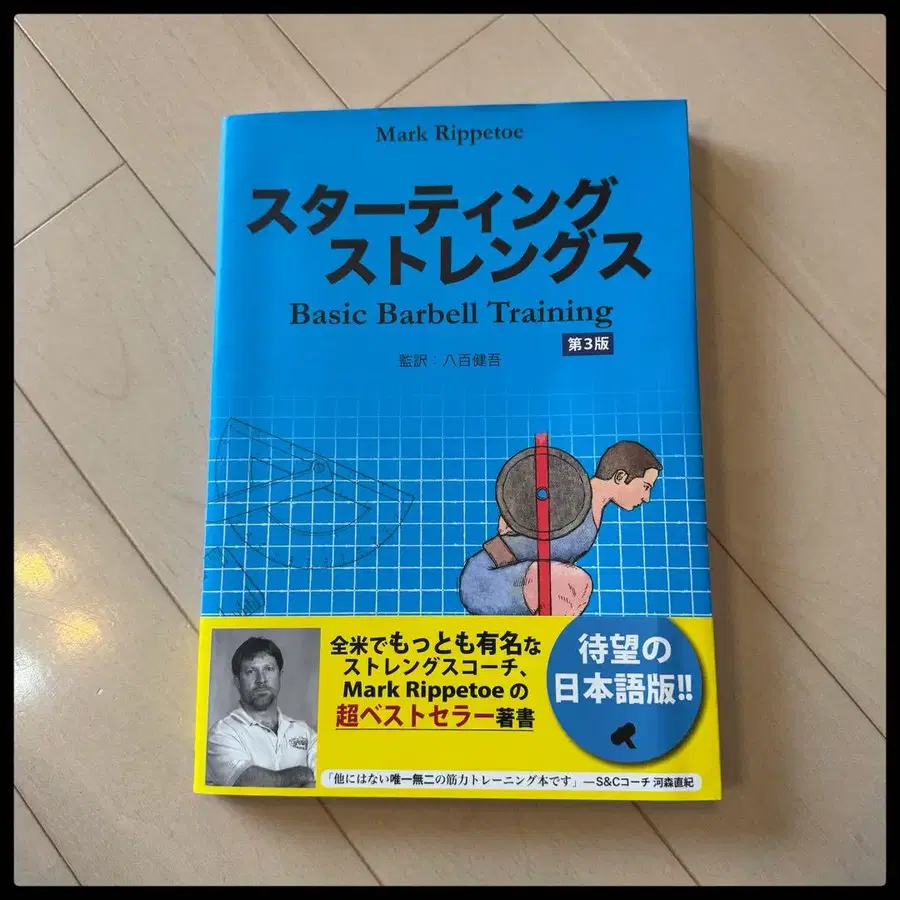 Mark Rippetoe
スターティング
ストレングス
Basic Barbell Training
第3版
監訳：八百健吾
全米でもっとも有名な
ストレングスコーチ、
Mark Rippetoe の
超ベストセラー著書
待望の
日本語版!!
「他にはない唯一無二の筋力トレーニング本です」—S&Cコーチ 河森直紀